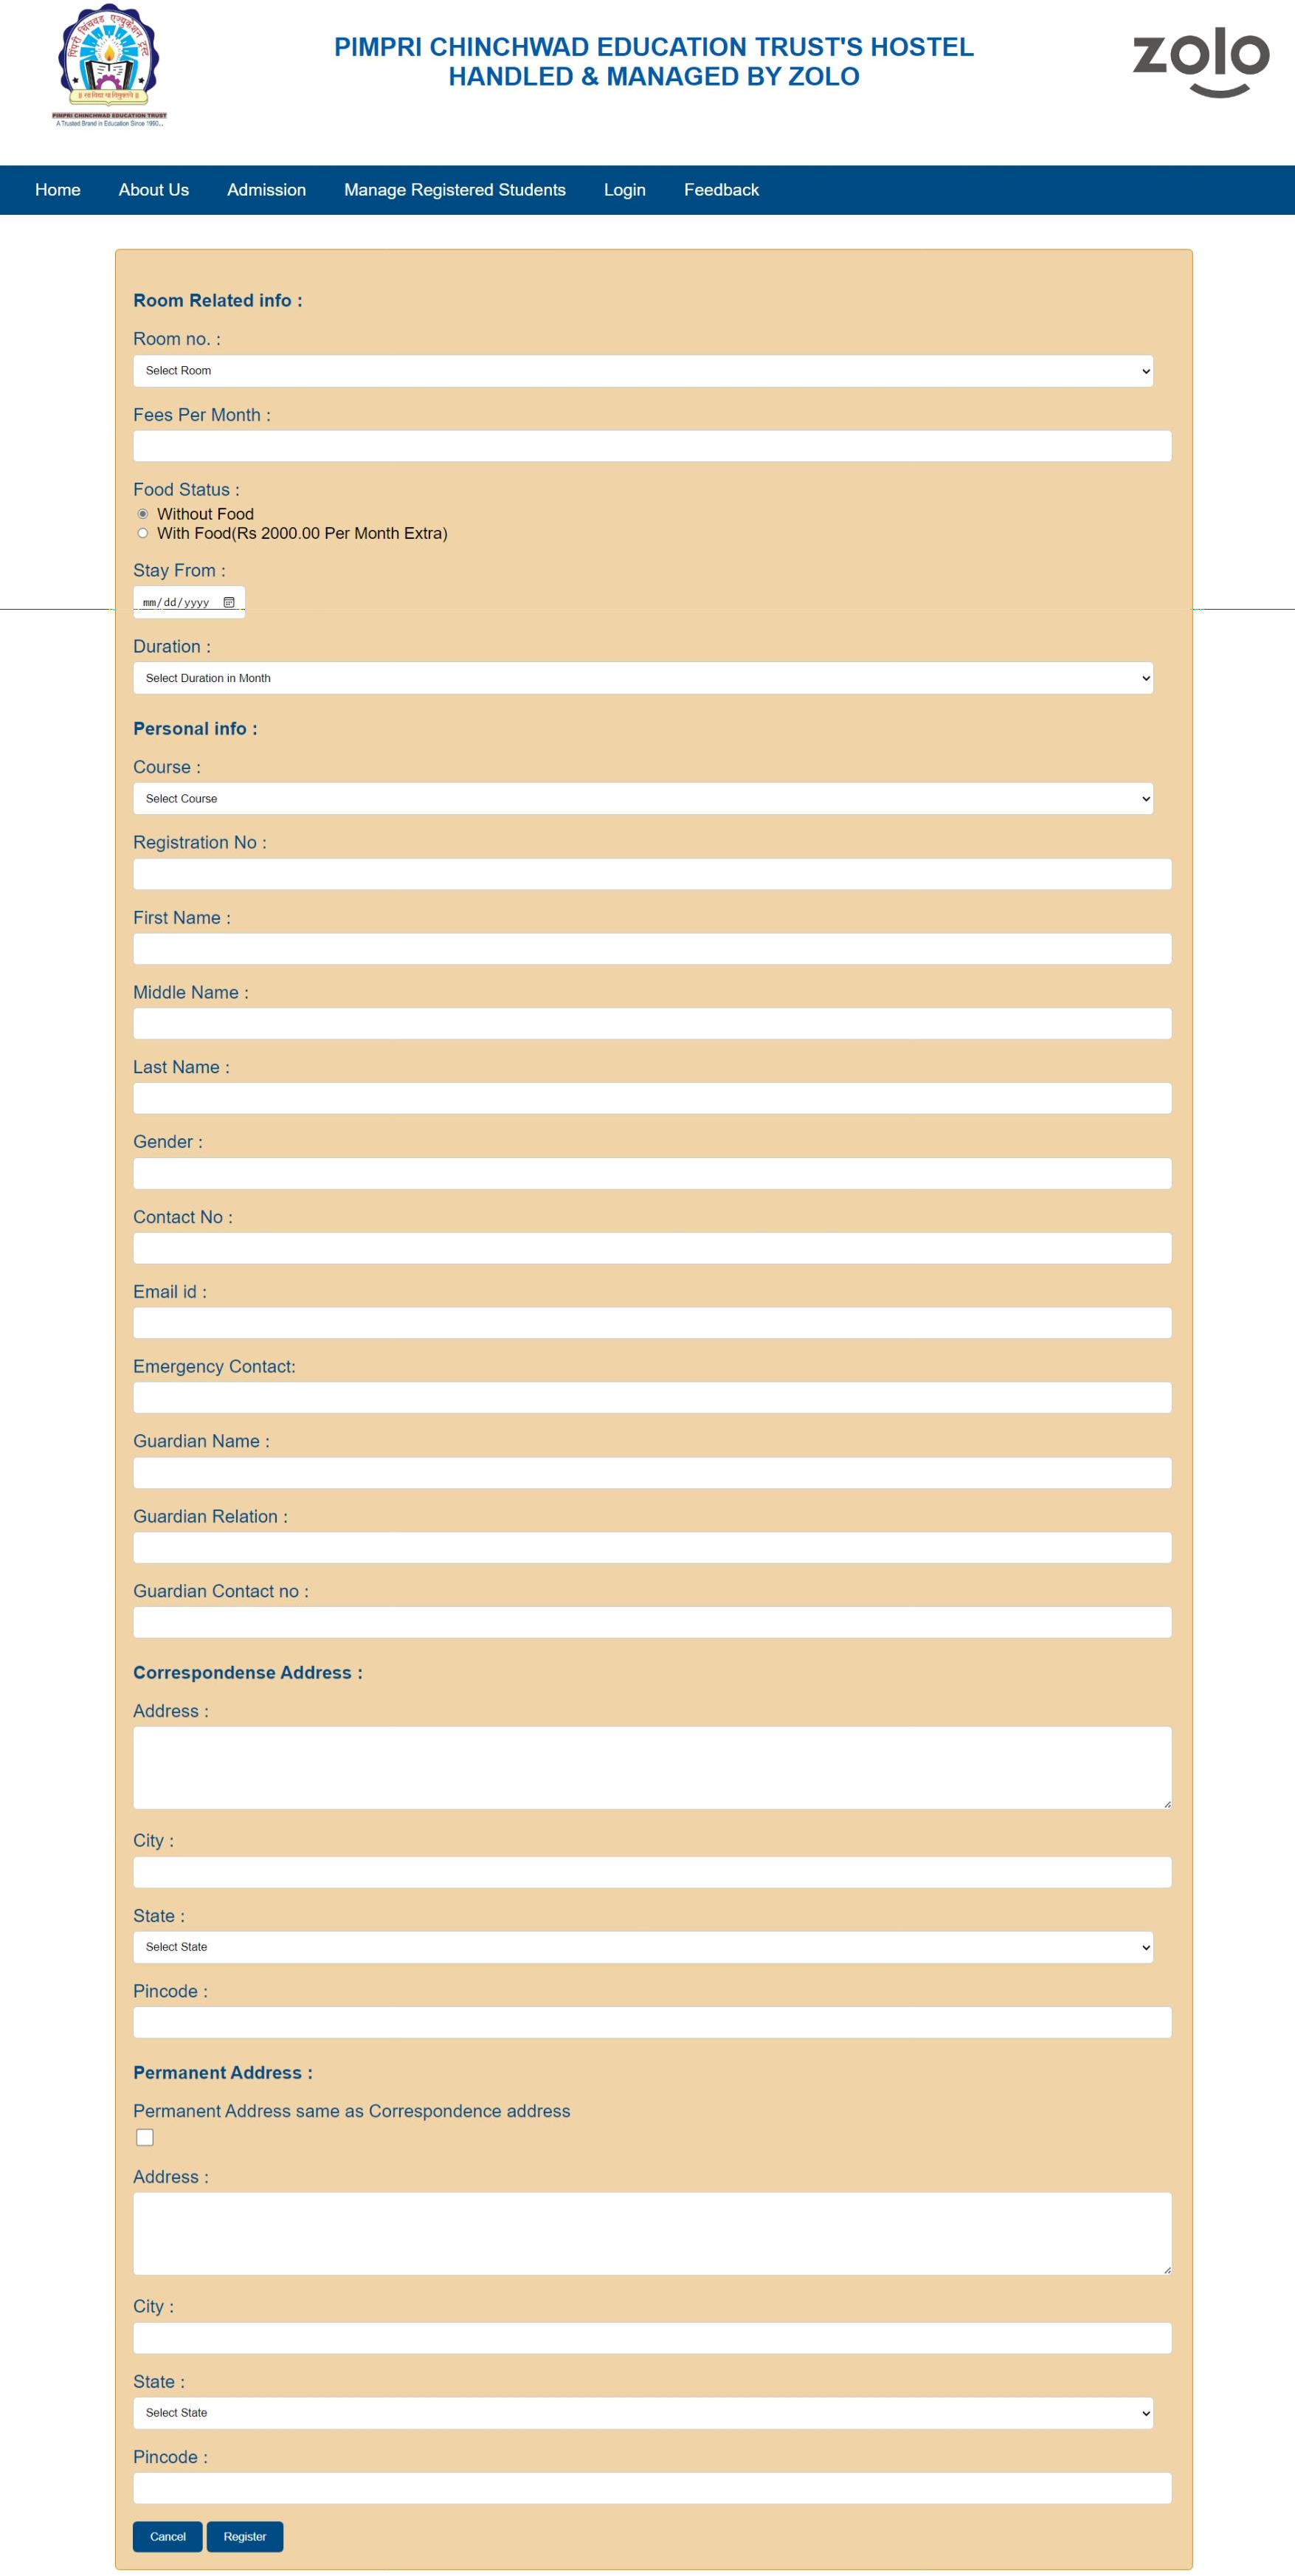 पिंपरी चिंचवड एज्युकेशन ट्रस्ट
PIMPRI CHINCHWAD EDUCATION TRUST
A Trusted Brand in Education Since 1990...
PIMPRI CHINCHWAD EDUCATION TRUST'S HOSTEL
HANDLED & MANAGED BY ZOLO
zolo
Home About Us Admission Manage Registered Students Login Feedback
Room Related info :
Room no. :
Select Room
Fees Per Month :
Food Status :
Without Food
With Food(Rs 2000.00 Per Month Extra)
Stay From :
mm/dd/yyyy
Duration :
Select Duration in Month
Personal info :
Course :
Select Course
Registration No :
First Name :
Middle Name :
Last Name :
Gender :
Contact No :
Email id :
Emergency Contact:
Guardian Name :
Guardian Relation :
Guardian Contact no :
Correspondense Address :
Address :
City :
State :
Select State
Pincode :
Permanent Address :
Permanent Address same as Correspondence address
Address :
City :
State :
Select State
Pincode :
Cancel Register